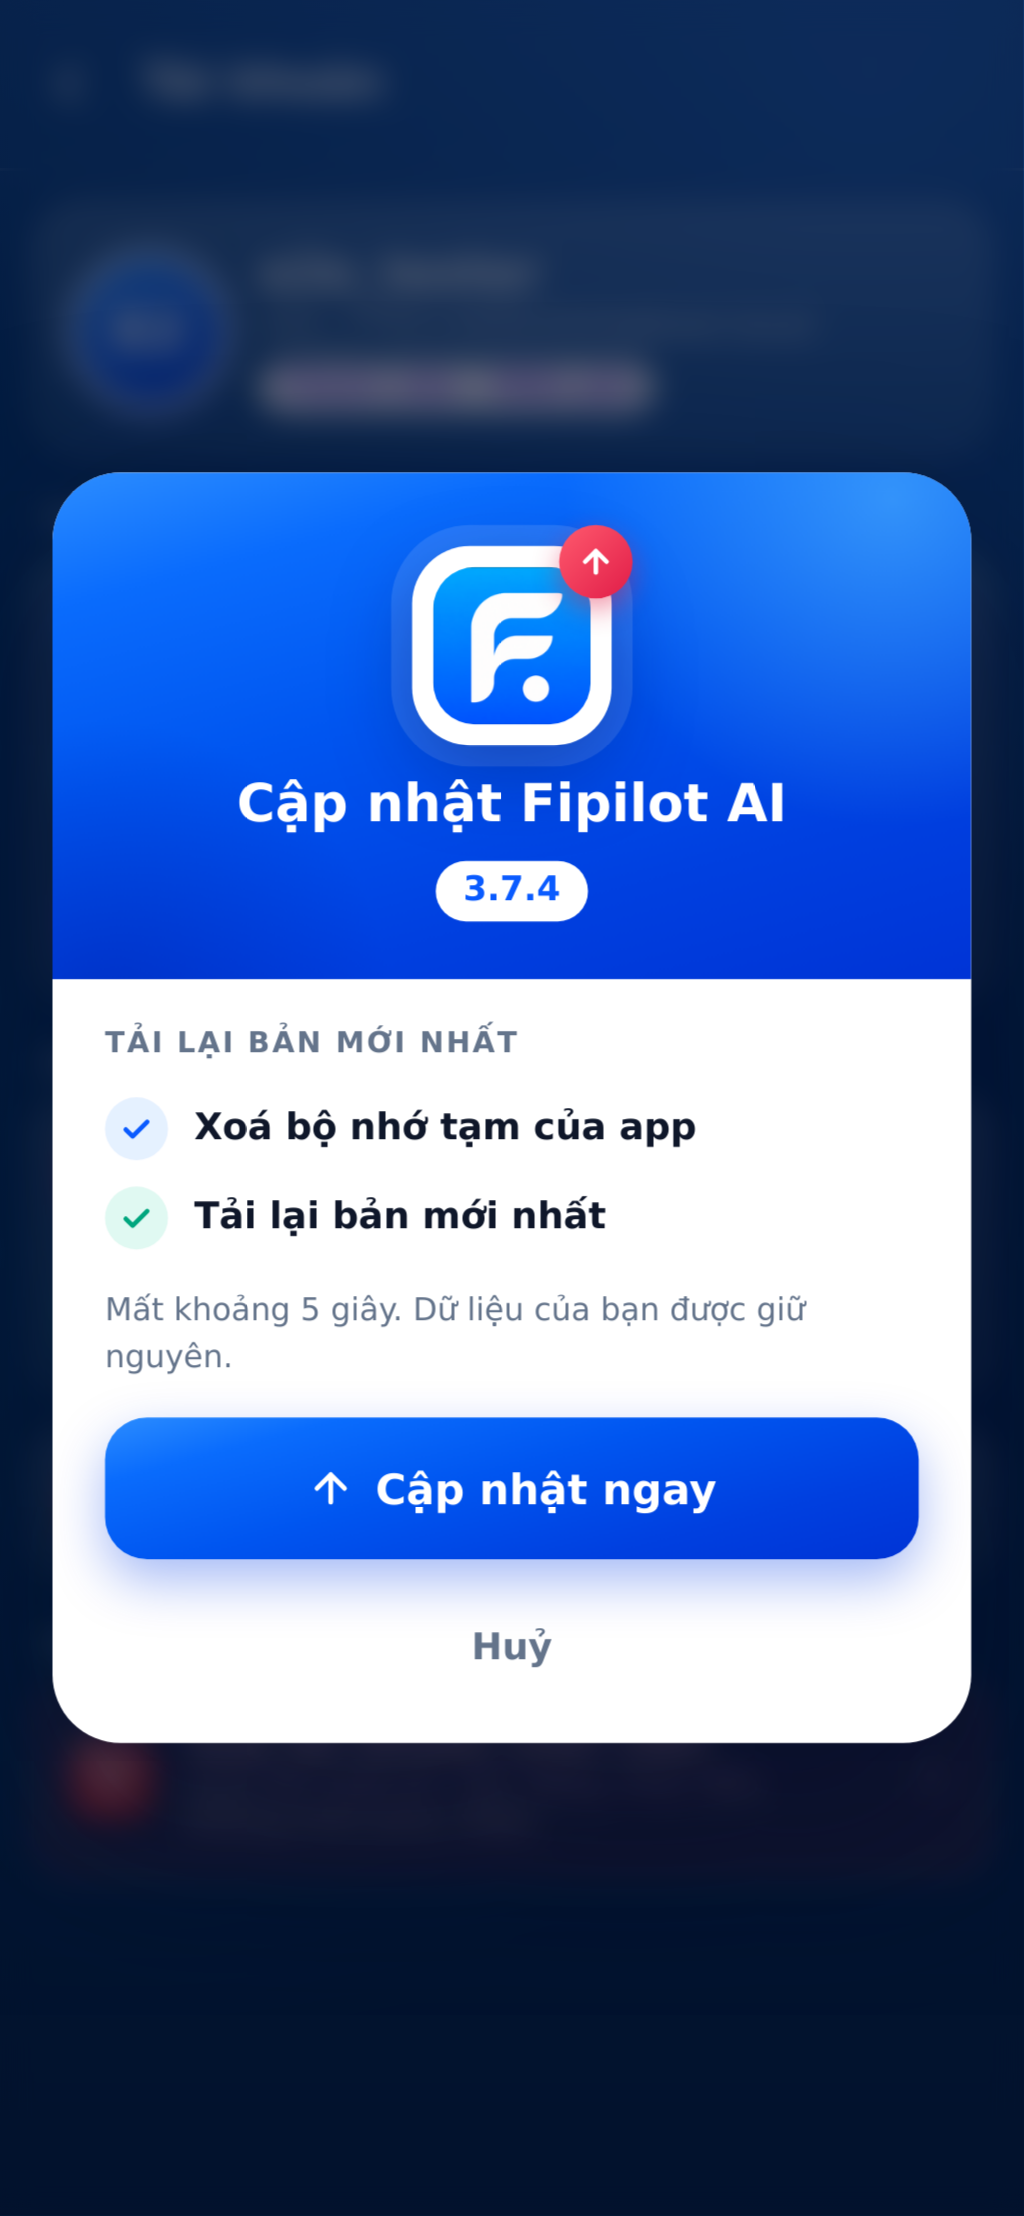 Cập nhật Fipilot AI
3.7.4
TẢI LẠI BẢN MỚI NHẤT
Xoá bộ nhớ tạm của app
Tải lại bản mới nhất
Mất khoảng 5 giây. Dữ liệu của bạn được giữ
nguyên.
Cập nhật ngay
Huỷ